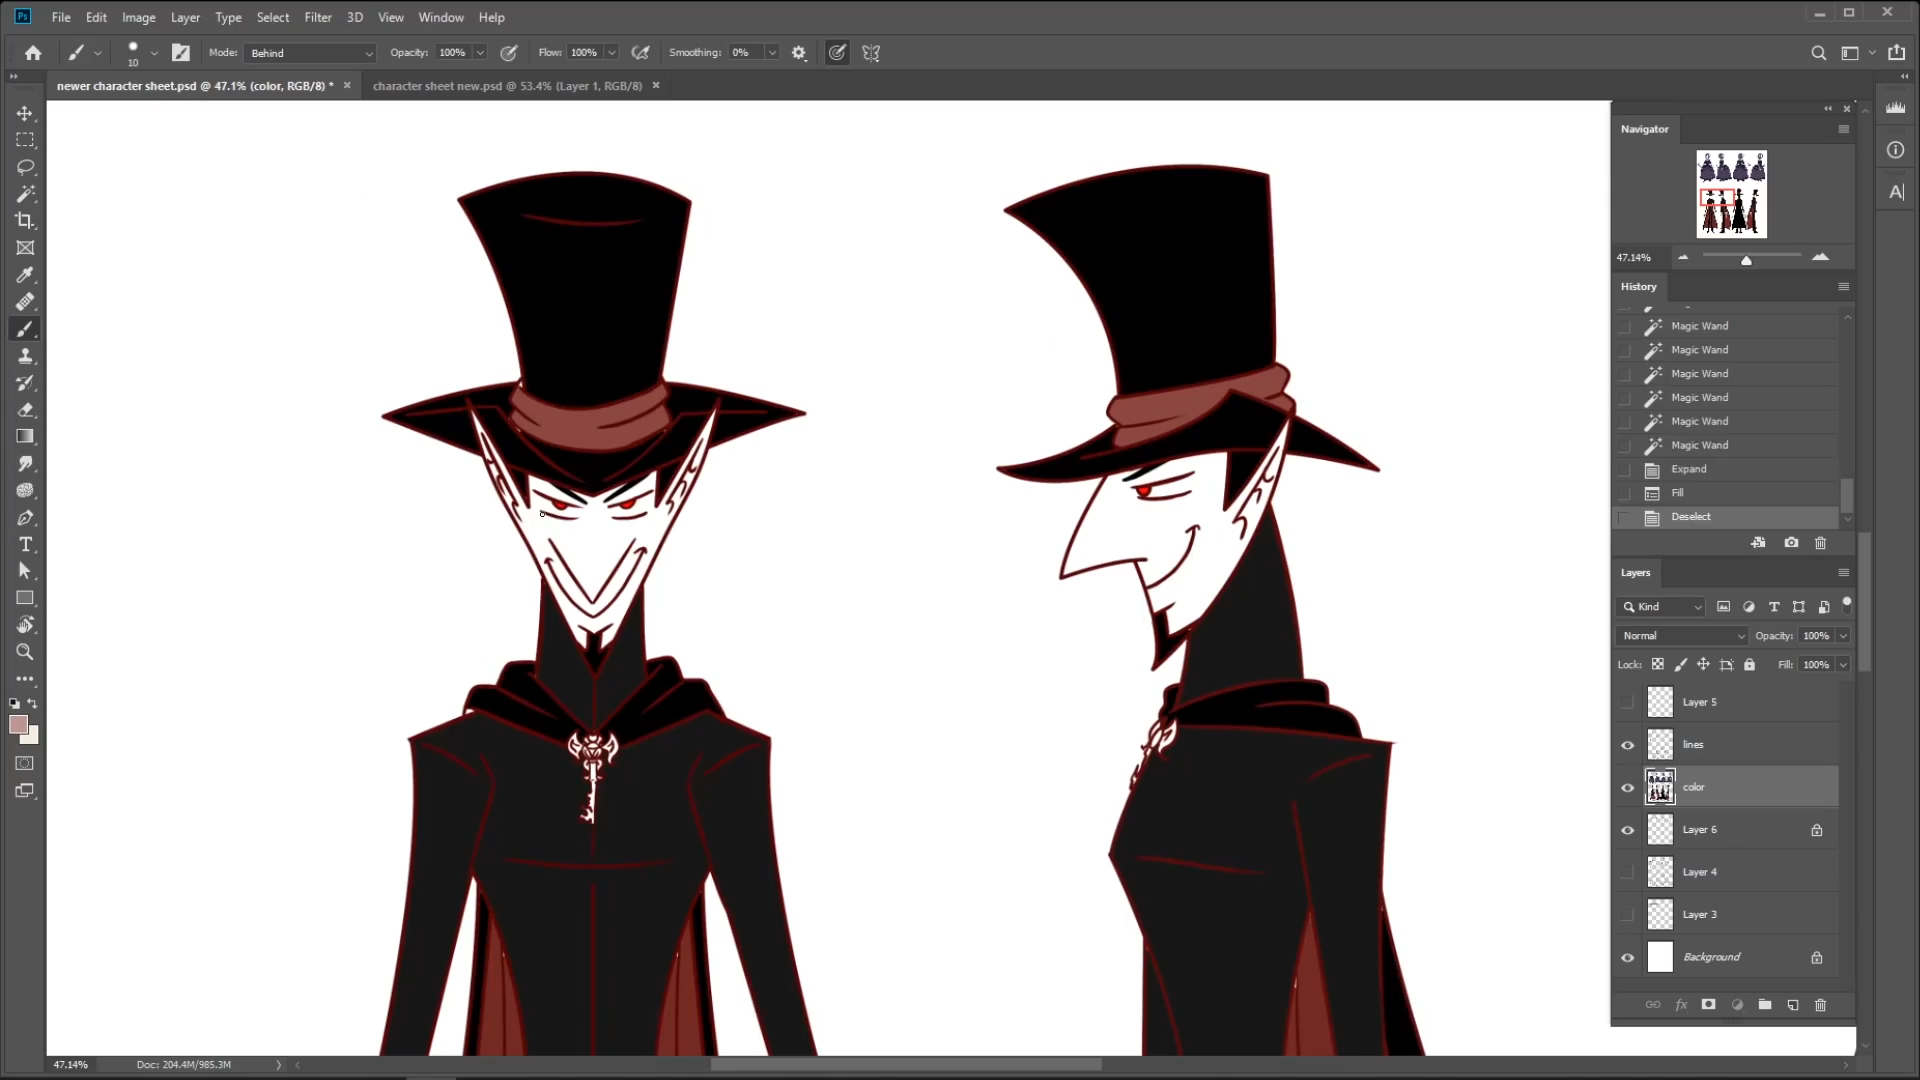 Ps File Edit Image Layer Type Select Filter 3D View Window Help
10 Mode: Behind Opacity: 100% Flow: 100% Smoothing: 0%
newer character sheet.psd @ 47.1% (color, RGB/8) * × character sheet new.psd @ 53.4% (Layer 1, RGB/8) ×
Navigator
47.14%
History
Magic Wand
Magic Wand
Magic Wand
Magic Wand
Magic Wand
Magic Wand
Expand
Fill
Deselect
Layers
Kind
Normal Opacity: 100%
Lock: Fill: 100%
Layer 5
lines
color
Layer 6
Layer 4
Layer 3
Background
fx
47.14% Doc: 204.4M/985.3M